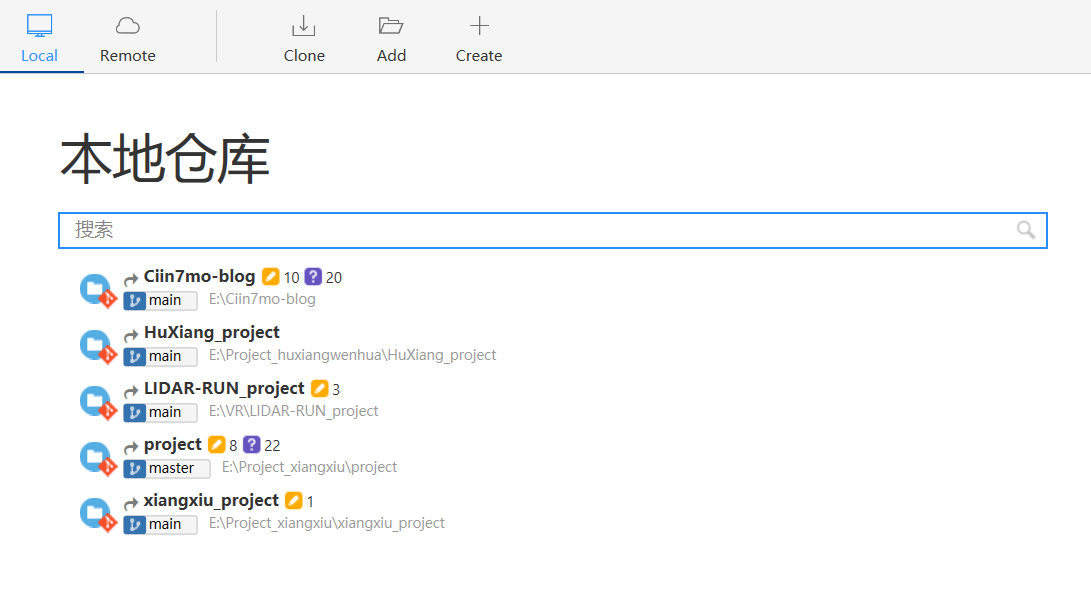 Local Remote Clone Add Create
本地仓库
搜索
Ciin7mo-blog 10 ? 20
main E:\Ciin7mo-blog
HuXiang_project
main E:\Project_huxiangwenhua\HuXiang_project
LIDAR-RUN_project 3
main E:\VR\LIDAR-RUN_project
project 8 ? 22
master E:\Project_xiangxiu\project
xiangxiu_project 1
main E:\Project_xiangxiu\xiangxiu_project